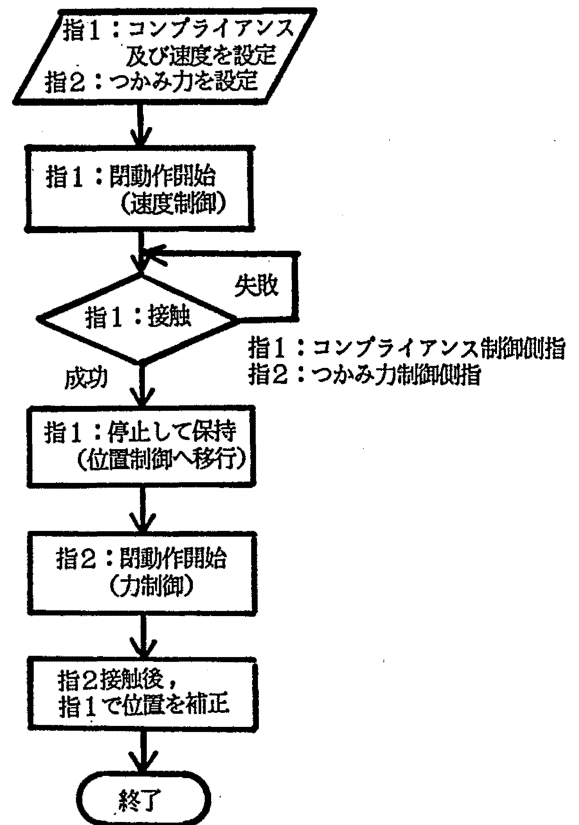 指1：コンプライアンス
及び速度を設定
指2：つかみ力を設定
指1：閉動作開始
(速度制御)
失敗
指1：接触
指1：コンプライアンス制御側指
指2：つかみ力制御側指
成功
指1：停止して保持
(位置制御へ移行)
指2：閉動作開始
(力制御)
指2接触後，
指1で位置を補正
終了